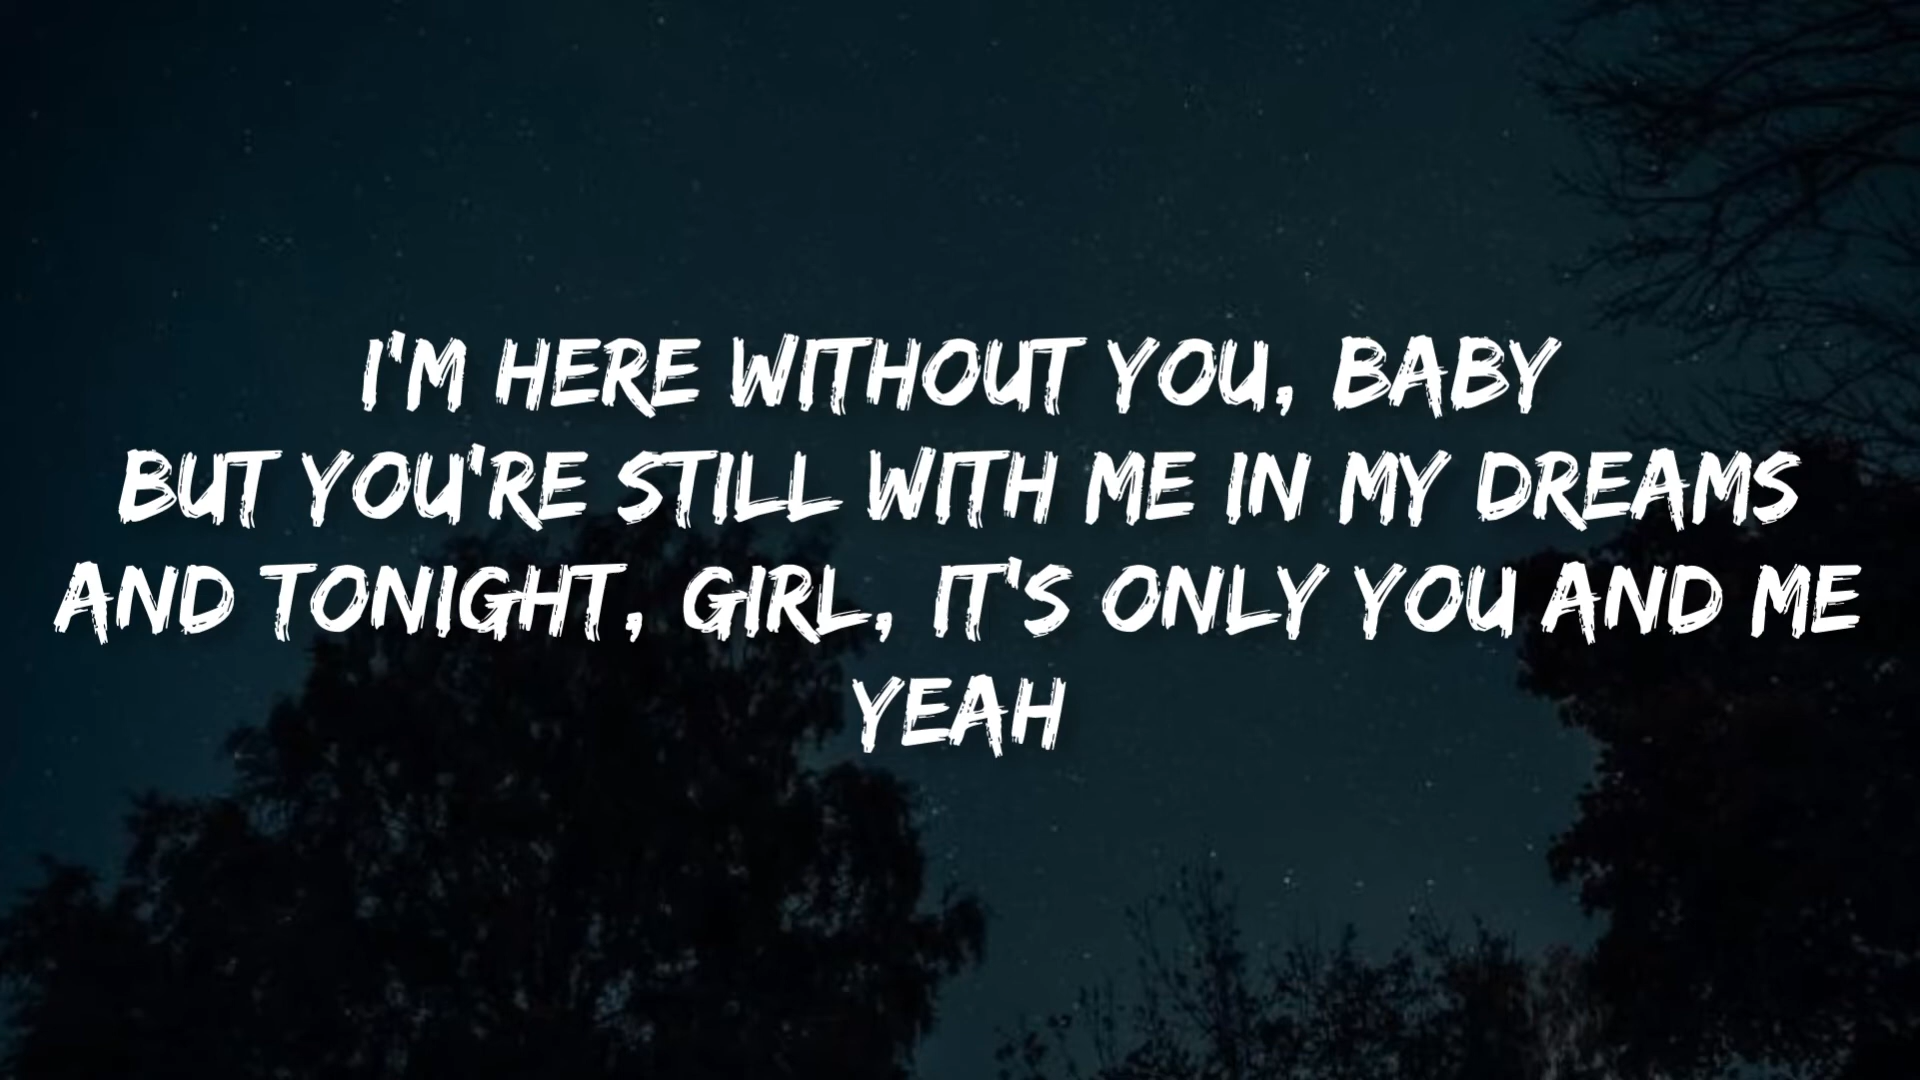 I'M HERE WITHOUT YOU, BABY
BUT YOU'RE STILL WITH ME IN MY DREAMS
AND TONIGHT, GIRL, IT'S ONLY YOU AND ME
YEAH